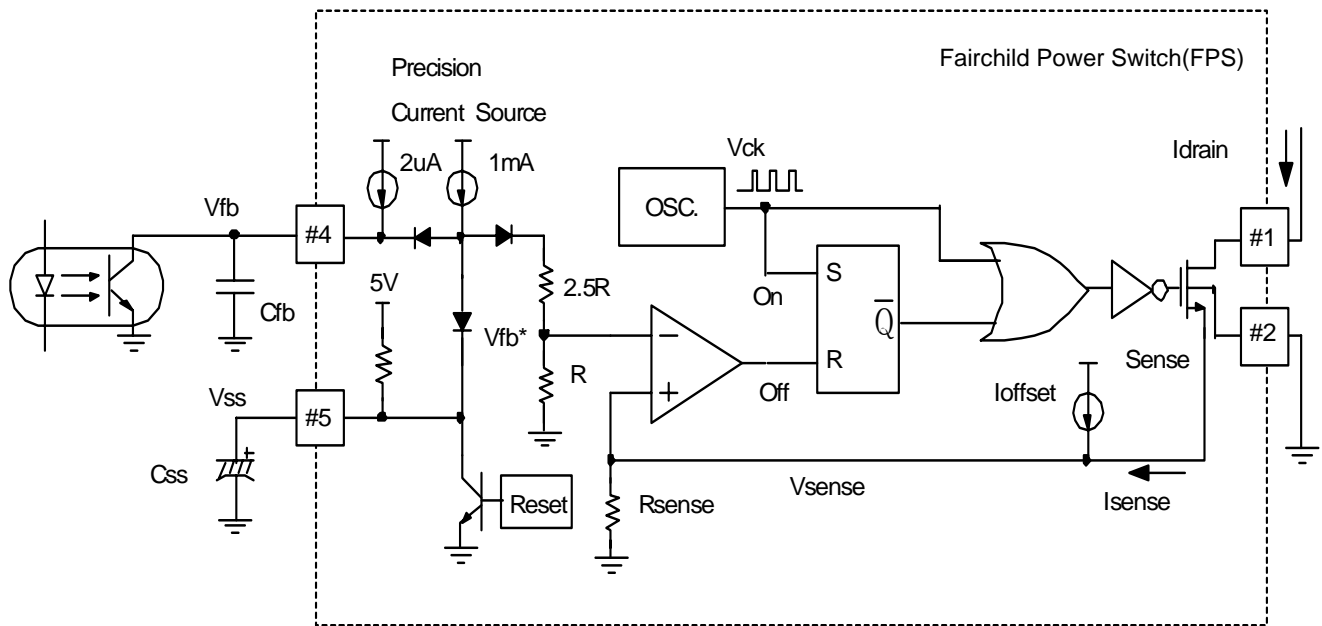 Fairchild Power Switch(FPS)
Precision
Current Source
2uA
1mA
Vck
Idrain
OSC.
Vfb
#4
#1
5V
2.5R
On
S
Q
R
#2
Vfb*
R
−
+
Off
Sense
Ioffset
Vss
#5
Css
+
Cfb
Reset
Rsense
Vsense
Isense